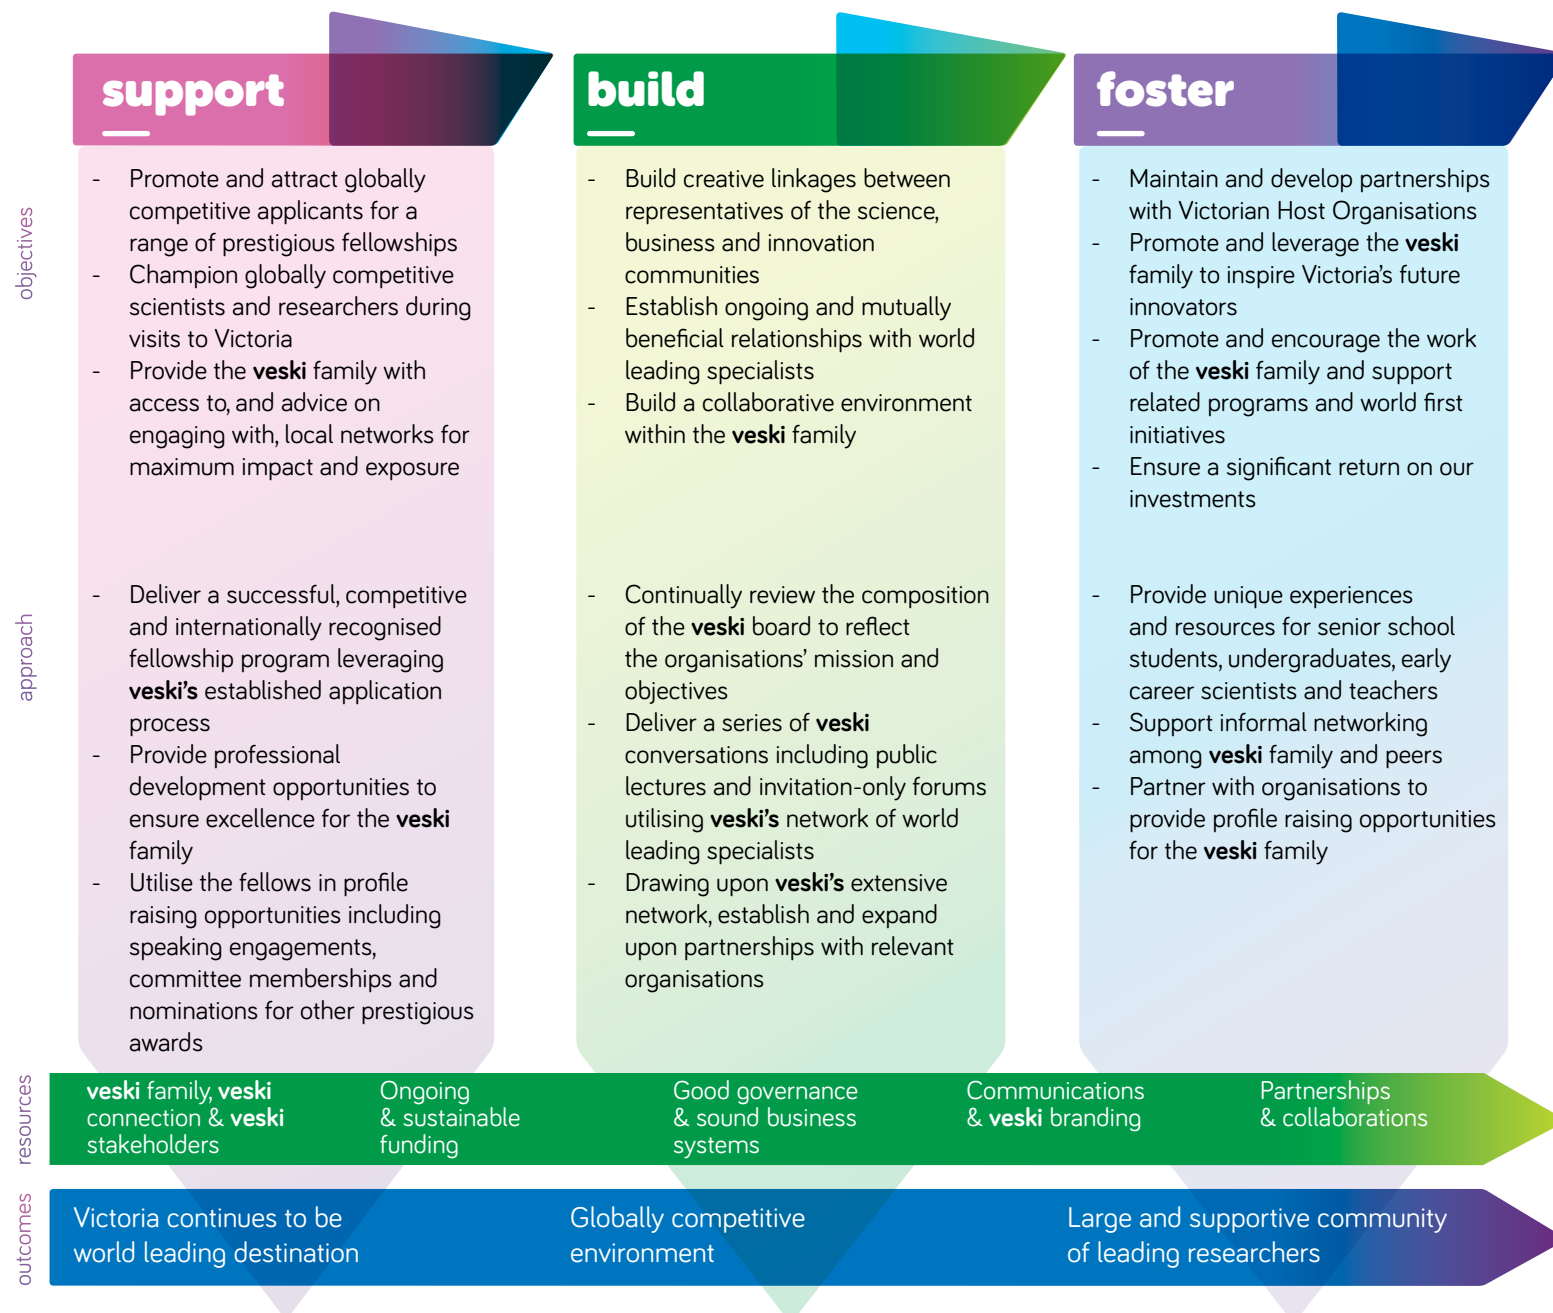 support
build
foster
objectives
- Promote and attract globally
competitive applicants for a
range of prestigious fellowships
- Champion globally competitive
scientists and researchers during
visits to Victoria
- Provide the veski family with
access to, and advice on
engaging with, local networks for
maximum impact and exposure
- Build creative linkages between
representatives of the science,
business and innovation
communities
- Establish ongoing and mutually
beneficial relationships with world
leading specialists
- Build a collaborative environment
within the veski family
- Maintain and develop partnerships
with Victorian Host Organisations
- Promote and leverage the veski
family to inspire Victoria's future
innovators
- Promote and encourage the work
of the veski family and support
related programs and world first
initiatives
- Ensure a significant return on our
investments
approach
- Deliver a successful, competitive
and internationally recognised
fellowship program leveraging
veski's established application
process
- Provide professional
development opportunities to
ensure excellence for the veski
family
- Utilise the fellows in profile
raising opportunities including
speaking engagements,
committee memberships and
nominations for other prestigious
awards
- Continually review the composition
of the veski board to reflect
the organisations' mission and
objectives
- Deliver a series of veski
conversations including public
lectures and invitation-only forums
utilising veski's network of world
leading specialists
- Drawing upon veski's extensive
network, establish and expand
upon partnerships with relevant
organisations
- Provide unique experiences
and resources for senior school
students, undergraduates, early
career scientists and teachers
- Support informal networking
among veski family and peers
- Partner with organisations to
provide profile raising opportunities
for the veski family
resources
veski family, veski
connection & veski
stakeholders
Ongoing
& sustainable
funding
Good governance
& sound business
systems
Communications
& veski branding
Partnerships
& collaborations
outcomes
Victoria continues to be
world leading destination
Globally competitive
environment
Large and supportive community
of leading researchers